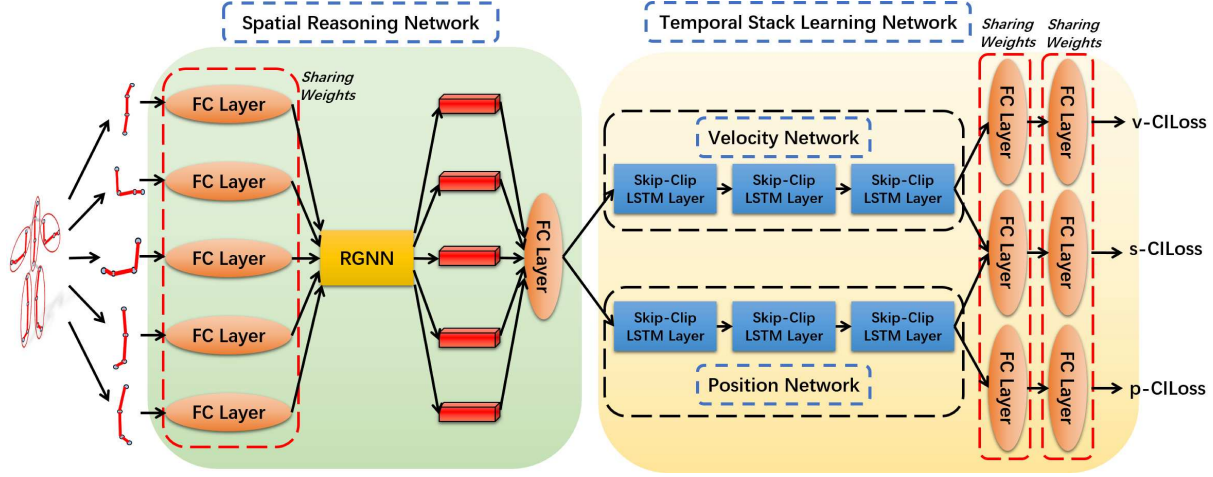 Spatial Reasoning Network
Temporal Stack Learning Network
Sharing
Weights
Sharing
Weights
Sharing
Weights
FC Layer
FC Layer
FC Layer
FC Layer
FC Layer
RGNN
FC Layer
Velocity Network
Skip-Clip
LSTM Layer
Skip-Clip
LSTM Layer
Skip-Clip
LSTM Layer
Skip-Clip
LSTM Layer
Skip-Clip
LSTM Layer
Skip-Clip
LSTM Layer
Position Network
FC Layer
FC Layer
v-CILoss
FC Layer
FC Layer
s-CILoss
FC Layer
FC Layer
p-CILoss